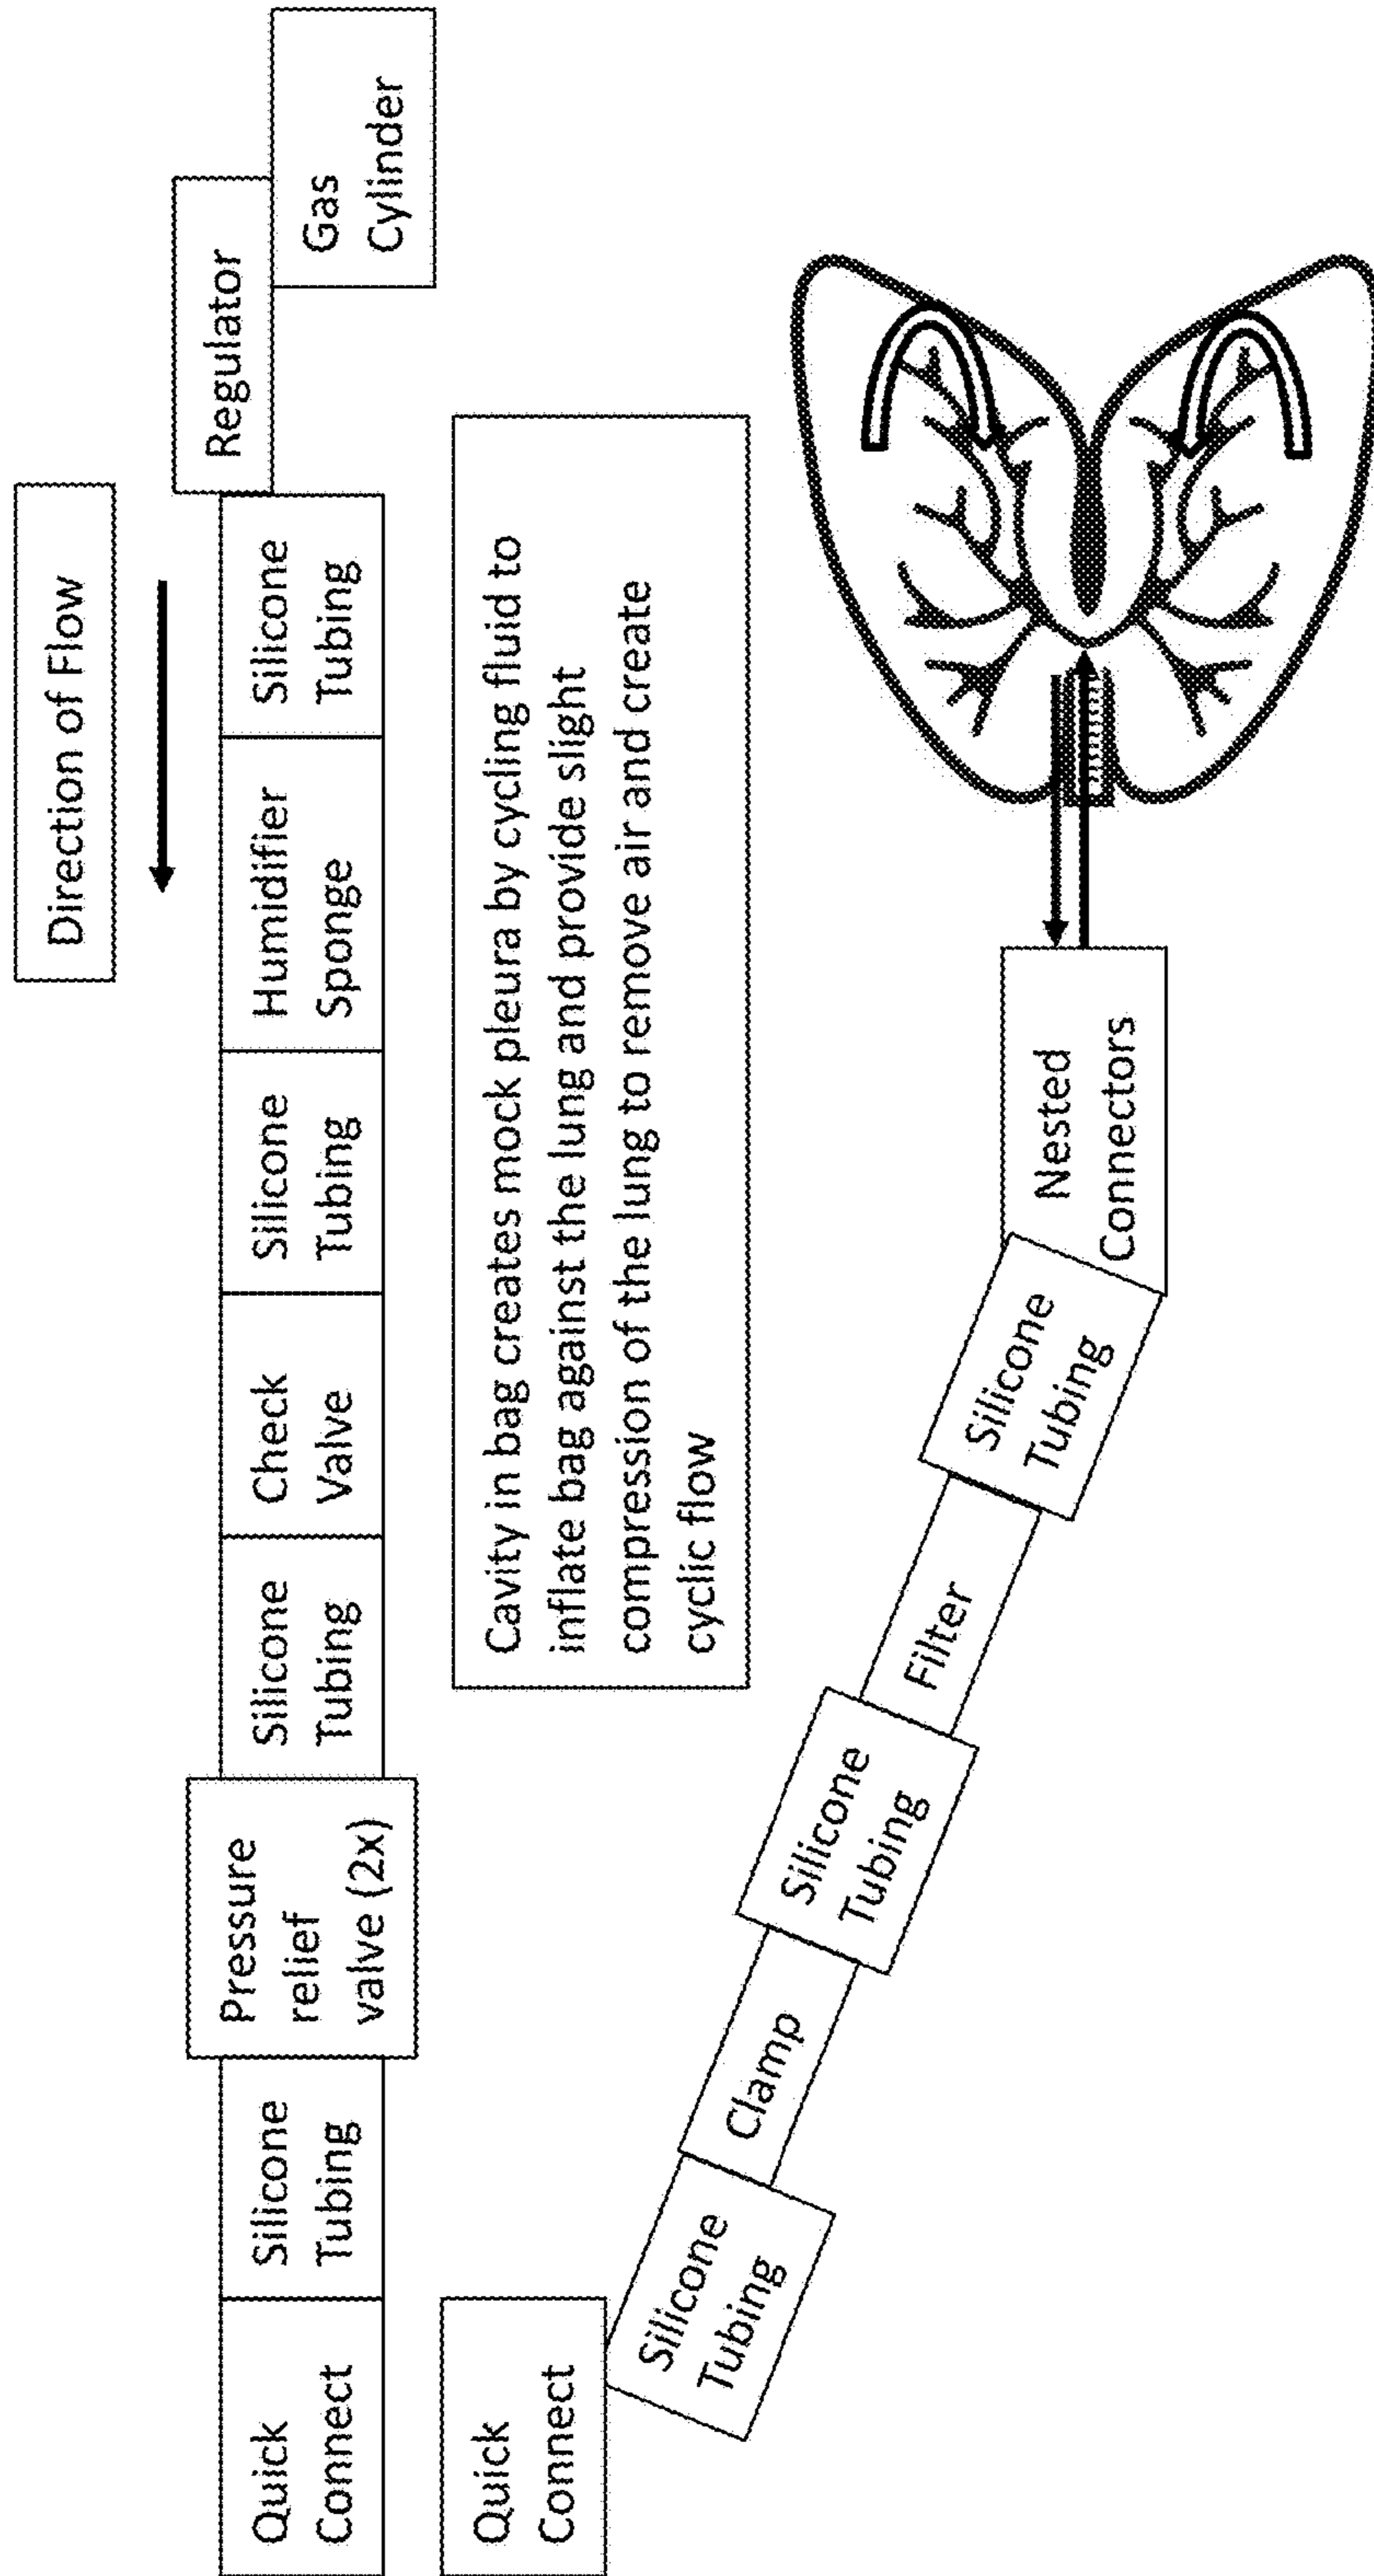 Direction of Flow
Quick
Connect
Silicone
Tubing
Pressure
relief
valve (2x)
Silicone
Tubing
Check
Valve
Silicone
Tubing
Humidifier
Sponge
Silicone
Tubing
Regulator
Gas
Cylinder
Cavity in bag creates mock pleura by cycling fluid to
inflate bag against the lung and provide slight
compression of the lung to remove air and create
cyclic flow
Quick
Connect
Silicone
Tubing
Clamp
Silicone
Tubing
Filter
Silicone
Tubing
Nested
Connectors